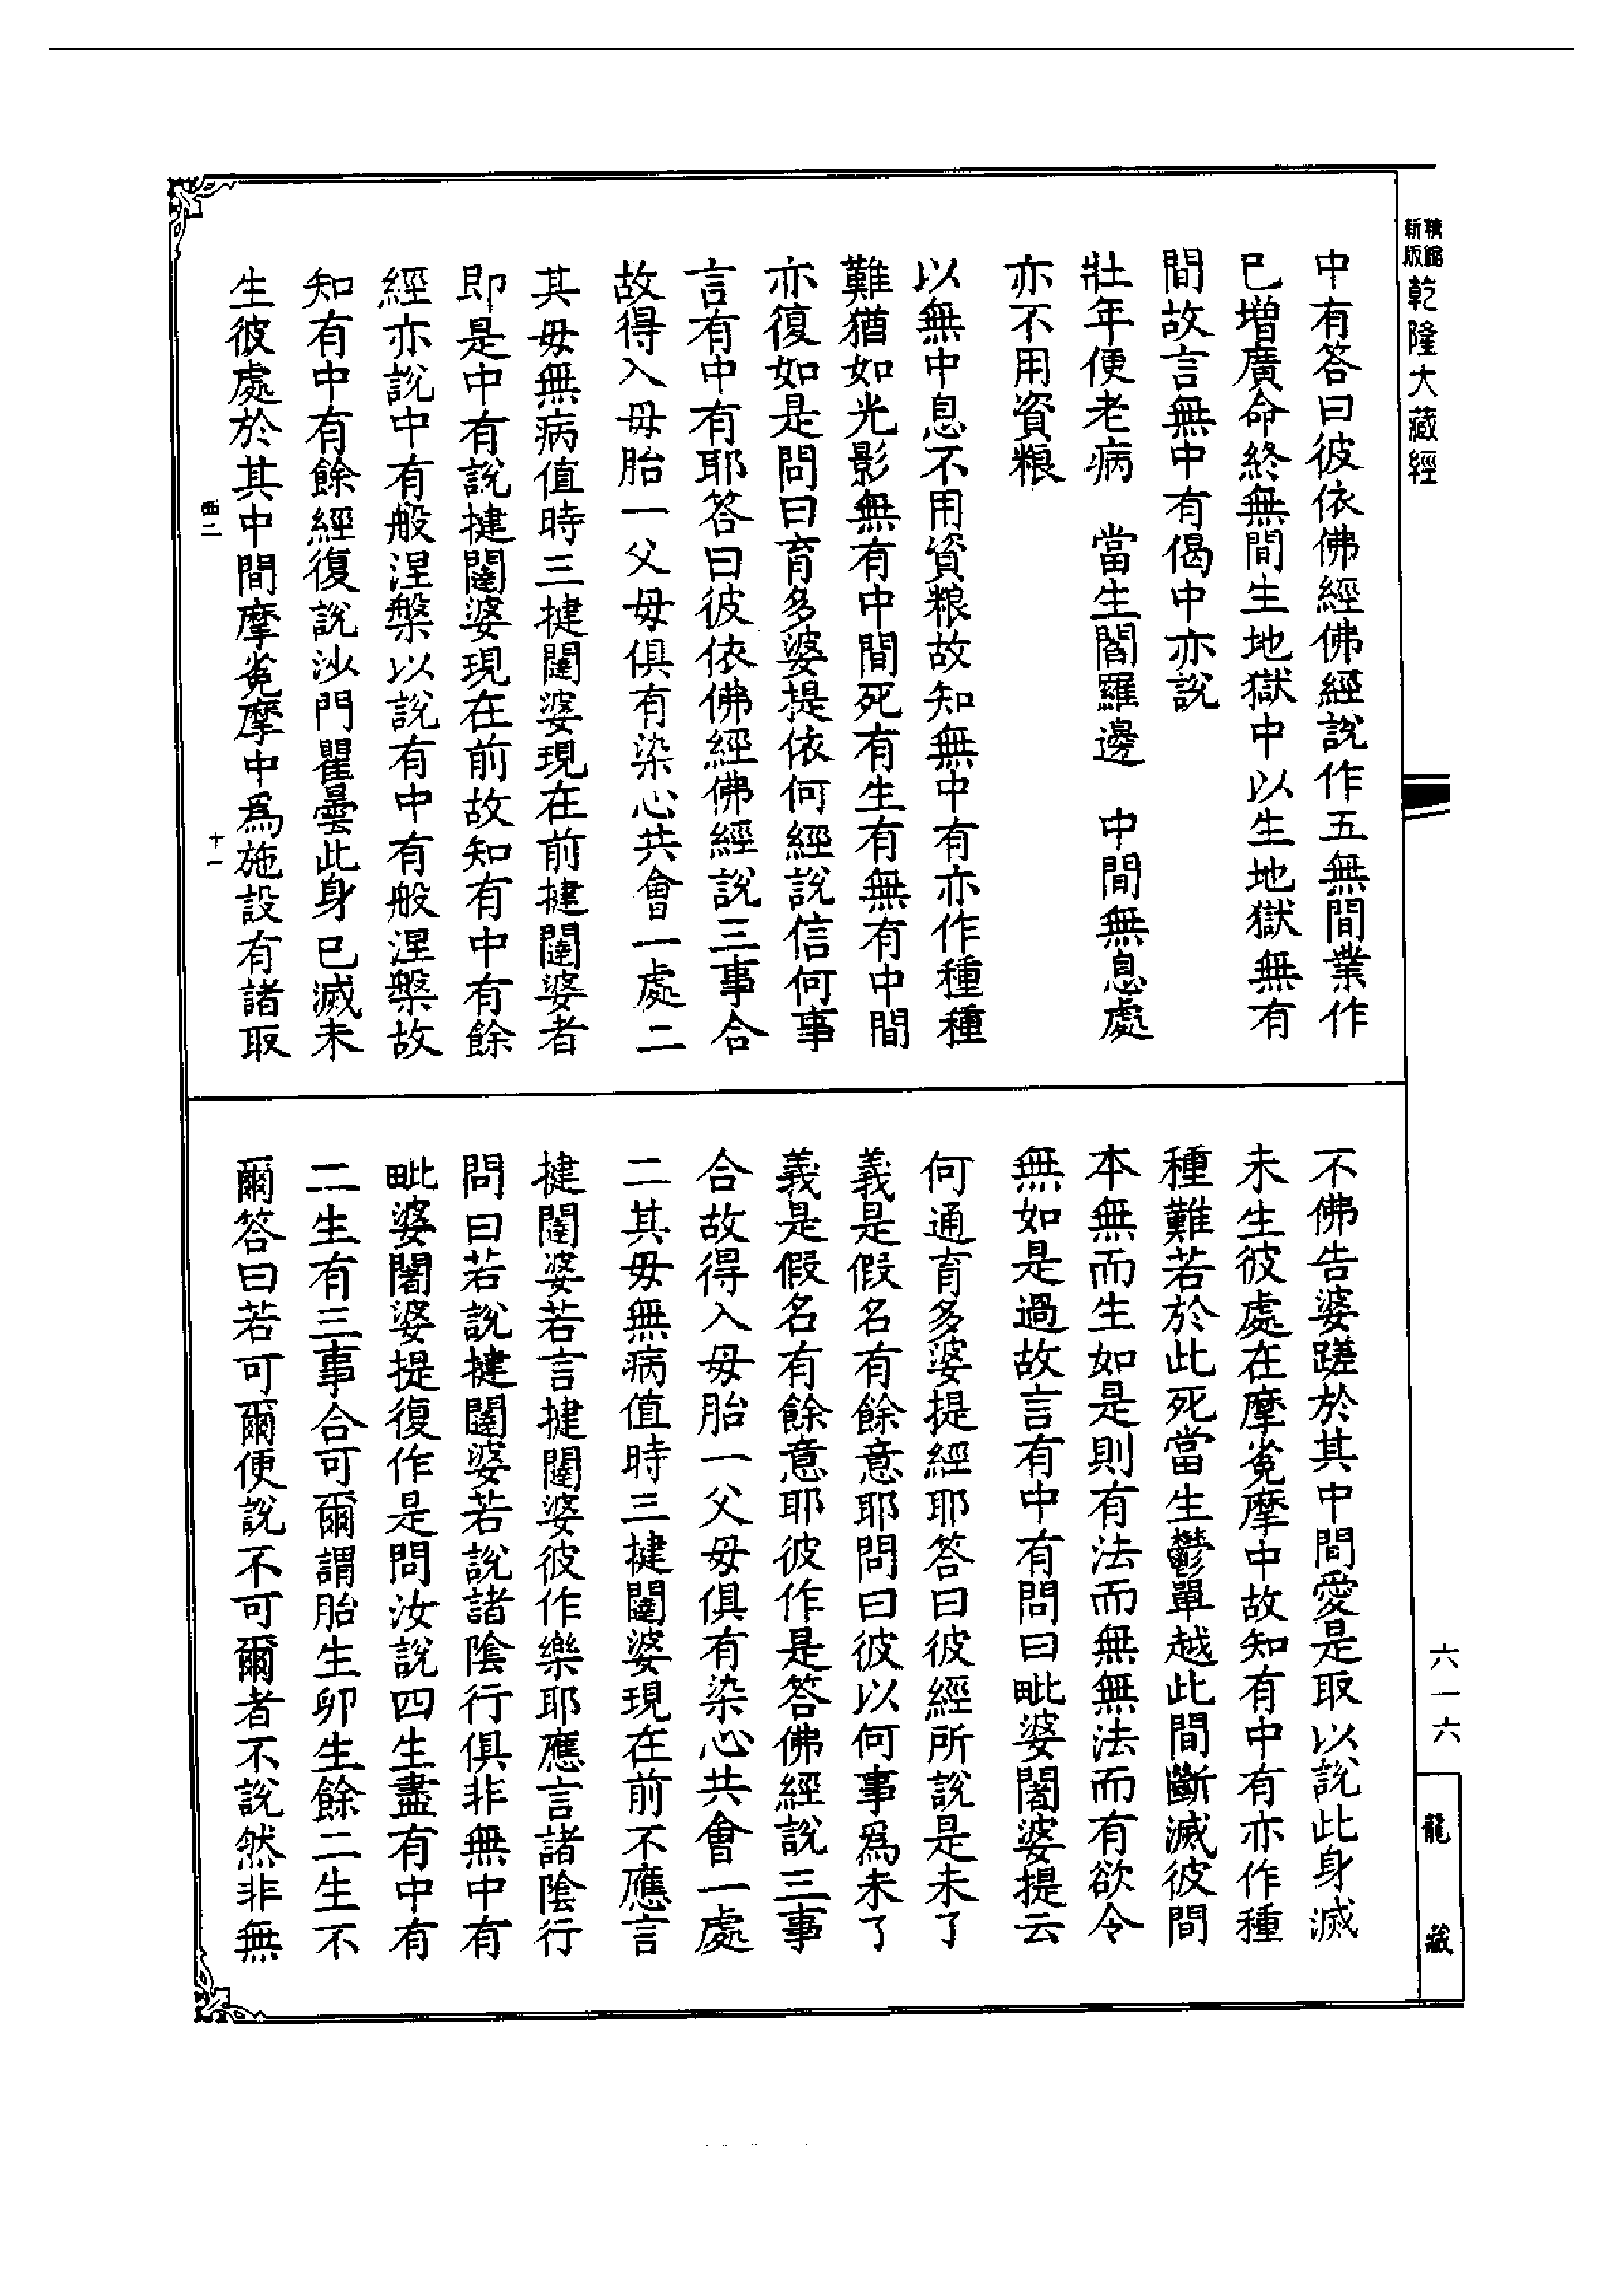 精縮新版
乾隆大藏經
中有答曰彼依佛經佛經說作五無間業作
已增廣命終無間生地獄中以生地獄無有
間故言無中有偈中亦說
壯年便老病　當生閻羅邊　中間無息處
亦不用資粮
以無中息不用資粮故知無中有亦作種種
難猶如光影無有中間死有生有無有中間
亦復如是問曰育多婆提依何經說信何事
言有中有耶答曰彼依佛經佛經說三事合
故得入毋胎一父毋俱有染心共會一處二
其毋無病值時三揵闥婆現在前揵闥婆者
即是中有說揵闥婆現在前故知有中有餘
經亦說中有般涅槃以說有中有般涅槃故
知有中有餘經復說沙門瞿曇此身已滅未
生彼處於其中間摩㝹摩中爲施設有諸取
西二
十一
不佛告婆蹉於其中間愛是取以說此身滅
未生彼處在摩㝹摩中故知有中有亦作種
種難若於此死當生鬱單越此間斷滅彼間
本無而生如是則有法而無無法而有欲令
無如是過故言有中有問曰毗婆闍婆提云
何通育多婆提經耶答曰彼經所說是未了
義是假名有餘意耶問曰彼以何事爲未了
義是假名有餘意耶彼作是答佛經說三事
合故得入毋胎一父毋俱有染心共會一處
二其毋無病值時三揵闥婆現在前不應言
揵闥婆若言揵闥婆彼作樂耶應言諸陰行
問曰若說揵闥婆若說諸陰行俱非無中有
毗婆闍婆提復作是問汝說四生盡有中有
二生有三事合可爾謂胎生卵生餘二生不
爾答曰若可爾便說不可爾者不說然非無
六一六
龍藏